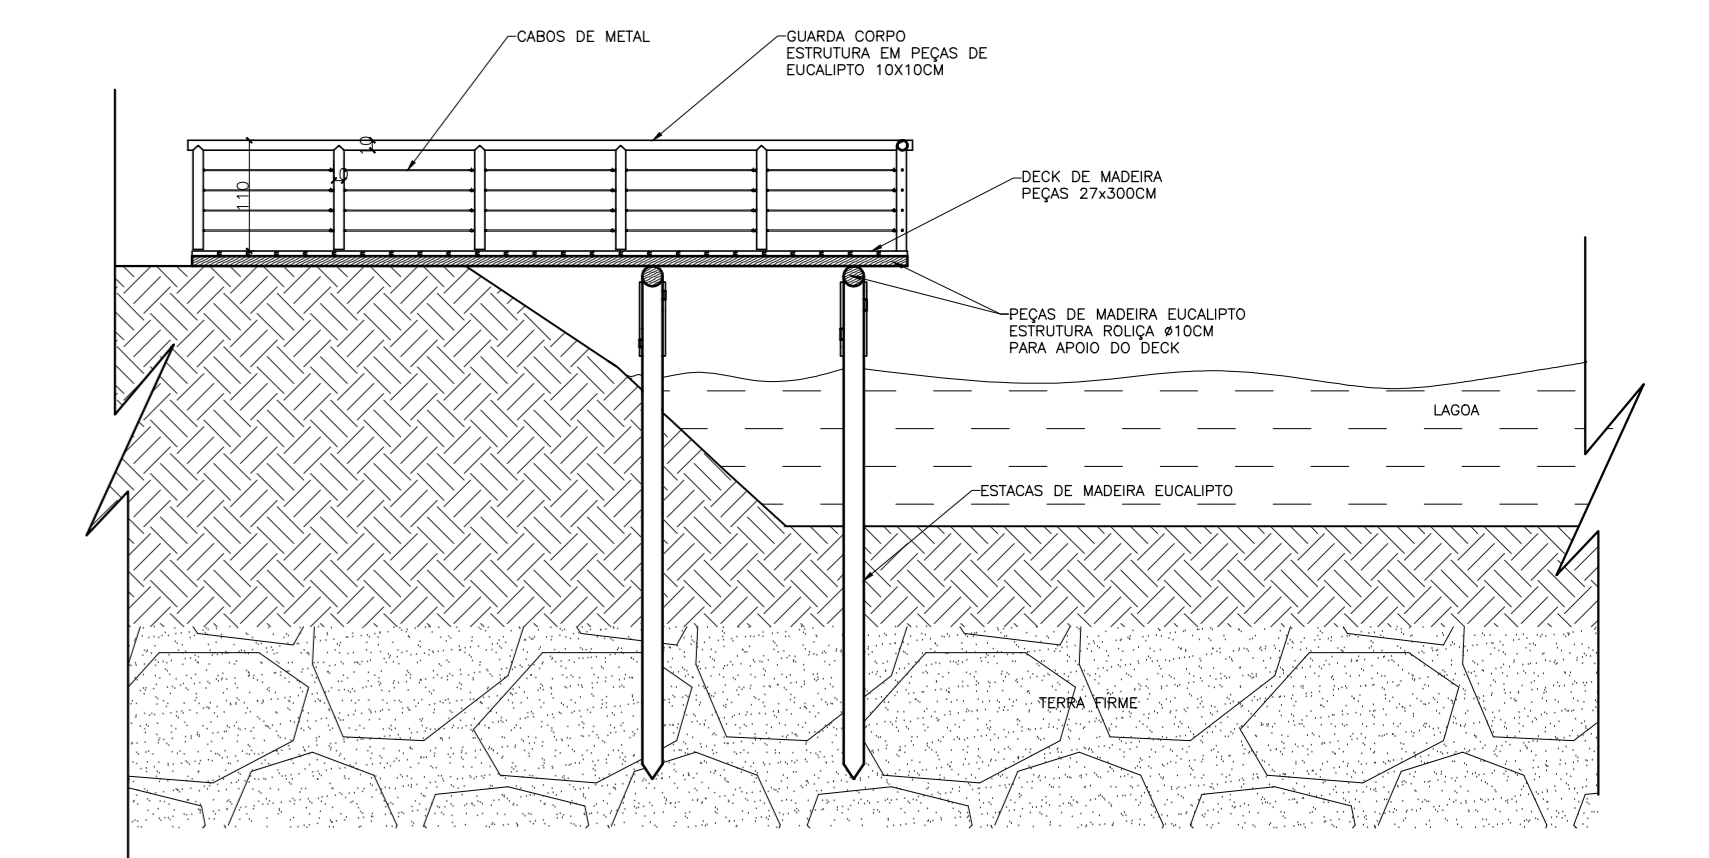 CABOS DE METAL
GUARDA CORPO
ESTRUTURA EM PEÇAS DE
EUCALIPTO 10X10CM
10
10
110
DECK DE MADEIRA
PEÇAS 27x300CM
PEÇAS DE MADEIRA EUCALIPTO
ESTRUTURA ROLIÇA Ø10CM
PARA APOIO DO DECK
LAGOA
ESTACAS DE MADEIRA EUCALIPTO
TERRA FIRME